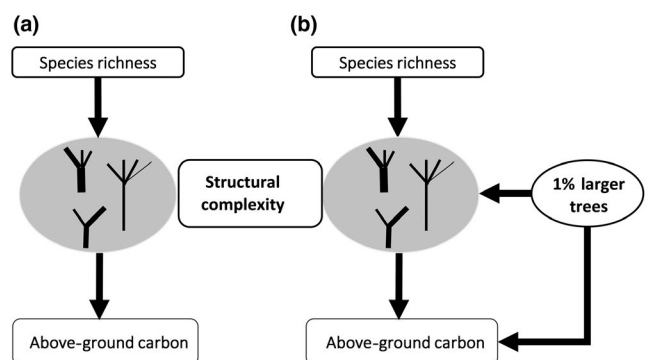 (a)
(b)
Species richness
Species richness
Structural
complexity
1% larger
trees
Above-ground carbon
Above-ground carbon